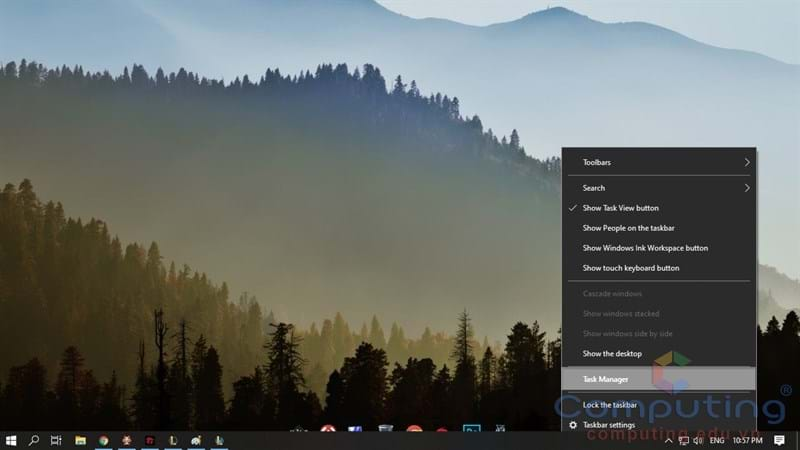 Toolbars
Search
Show Task View button
Show People on the taskbar
Show Windows Ink Workspace button
Show touch keyboard button
Cascade windows
Show windows stacked
Show windows side by side
Show the desktop
Task Manager
Lock the taskbar
Computing®
Taskbar settings
computing.edu.vn
ENG
10:57 PM